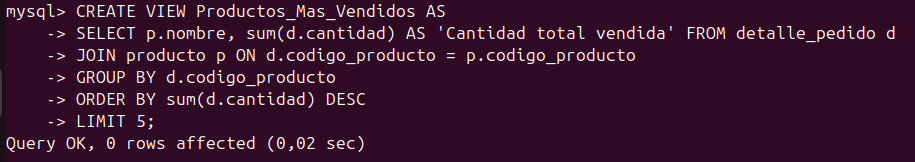 mysql> CREATE VIEW Productos_Mas_Vendidos AS
    -> SELECT p.nombre, sum(d.cantidad) AS 'Cantidad total vendida' FROM detalle_pedido d
    -> JOIN producto p ON d.codigo_producto = p.codigo_producto
    -> GROUP BY d.codigo_producto
    -> ORDER BY sum(d.cantidad) DESC
    -> LIMIT 5;
Query OK, 0 rows affected (0,02 sec)